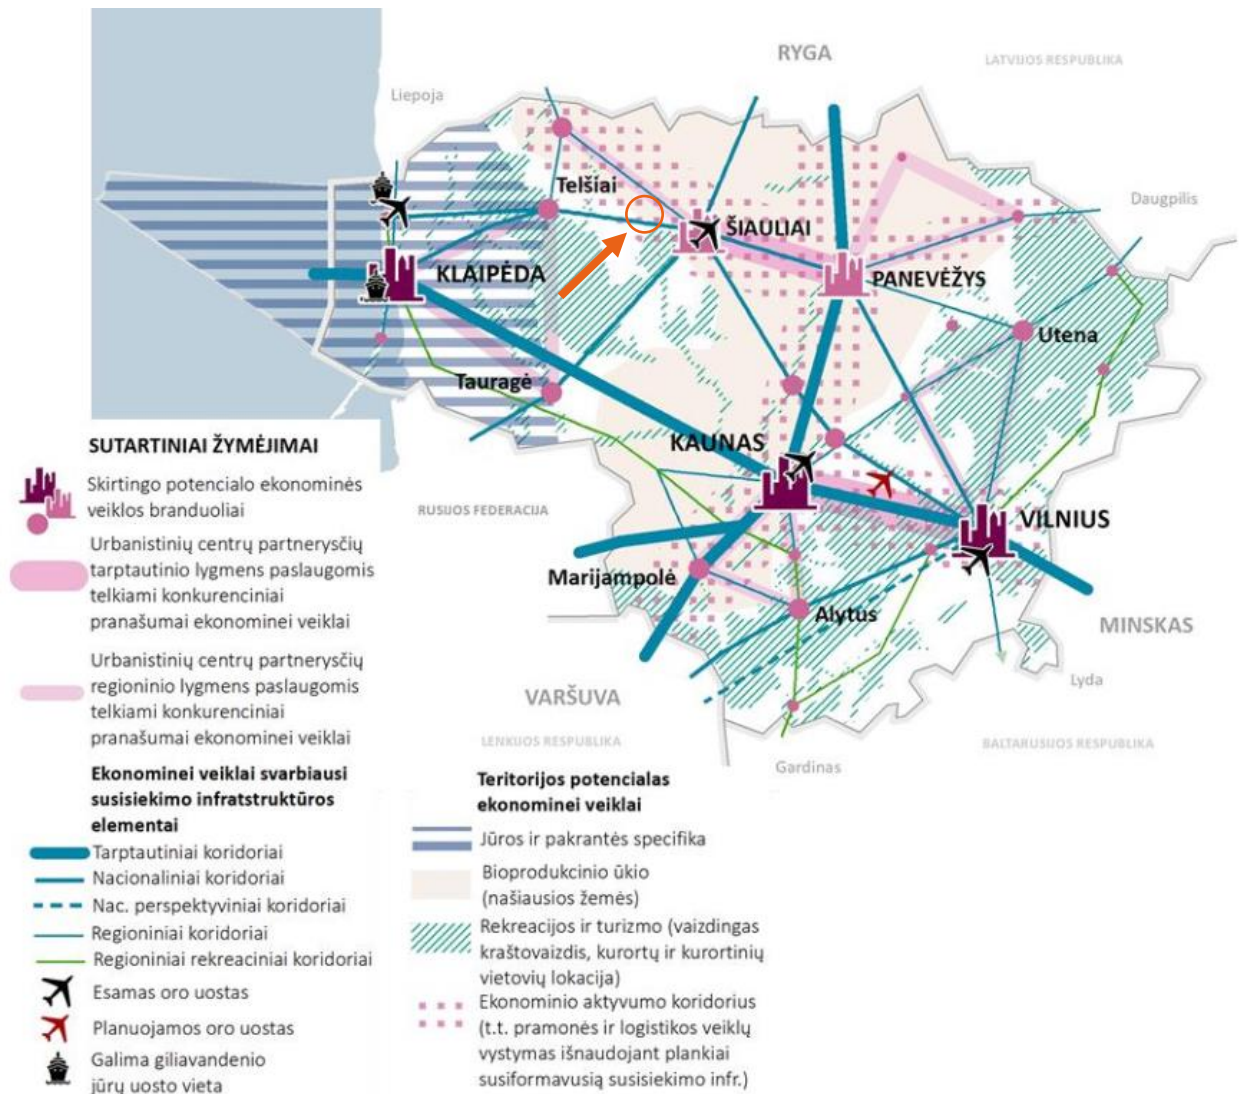 RYGA
LATVIJOS RESPUBLIKA
Liepoja
Telšiai
Daugpilis
ŠIAULIAI
KLAIPĖDA
PANEVĖŽYS
Utena
Tauragė
KAUNAS
RUSIJOS FEDERACIJA
VILNIUS
Marijampolė
Alytus
MINSKAS
Lyda
VARŠUVA
LENKIJOS RESPUBLIKA
BALTARUSIJOS RESPUBLIKA
Gardinas
SUTARTINIAI ŽYMĖJIMAI
Skirtingo potencialo ekonominės
veiklos branduoliai
Urbanistinių centrų partnerysčių
tarptautinio lygmens paslaugomis
telkiami konkurenciniai
pranašumai ekonominei veiklai
Urbanistinių centrų partnerysčių
regioninio lygmens paslaugomis
telkiami konkurenciniai
pranašumai ekonominei veiklai
Ekonominei veiklai svarbiausi
susisiekimo infratstruktūros
elementai
Tarptautiniai koridoriai
Nacionaliniai koridoriai
Nac. perspektyviniai koridoriai
Regioniniai koridoriai
Regioniniai rekreaciniai koridoriai
Esamas oro uostas
Planuojamos oro uostas
Galima giliavandenio
jūrų uosto vieta
Teritorijos potencialas
ekonominei veiklai
Jūros ir pakrantės specifika
Bioprodukcinio ūkio
(našiausios žemės)
Rekreacijos ir turizmo (vaizdingas
kraštovaizdis, kurortų ir kurortinių
vietovių lokacija)
Ekonominio aktyvumo koridorius
(t.t. pramonės ir logistikos veiklų
vystymas išnaudojant plankiai
susiformavusią susisiekimo infr.)